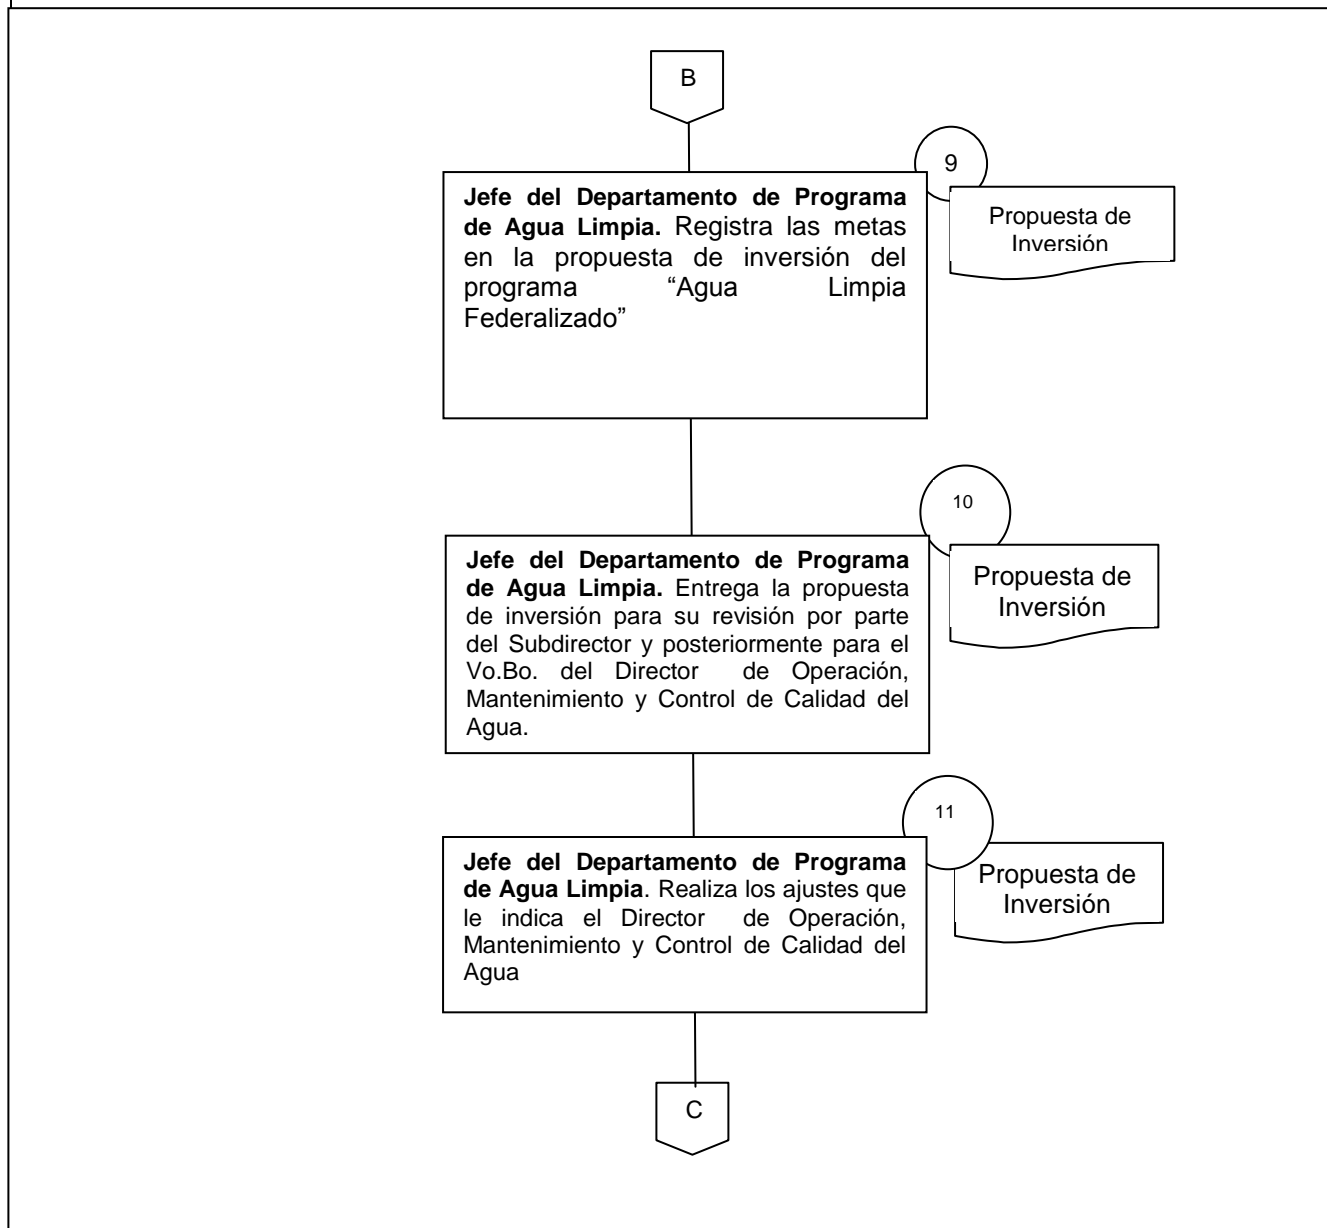 B
9
Jefe del Departamento de Programa
de Agua Limpia. Registra las metas
en la propuesta de inversión del
programa “Agua Limpia
Federalizado”
Propuesta de
Inversión
10
Jefe del Departamento de Programa
de Agua Limpia. Entrega la propuesta
de inversión para su revisión por parte
del Subdirector y posteriormente para el
Vo.Bo. del Director de Operación,
Mantenimiento y Control de Calidad del
Agua.
Propuesta de
Inversión
11
Jefe del Departamento de Programa
de Agua Limpia. Realiza los ajustes que
le indica el Director de Operación,
Mantenimiento y Control de Calidad del
Agua
Propuesta de
Inversión
C